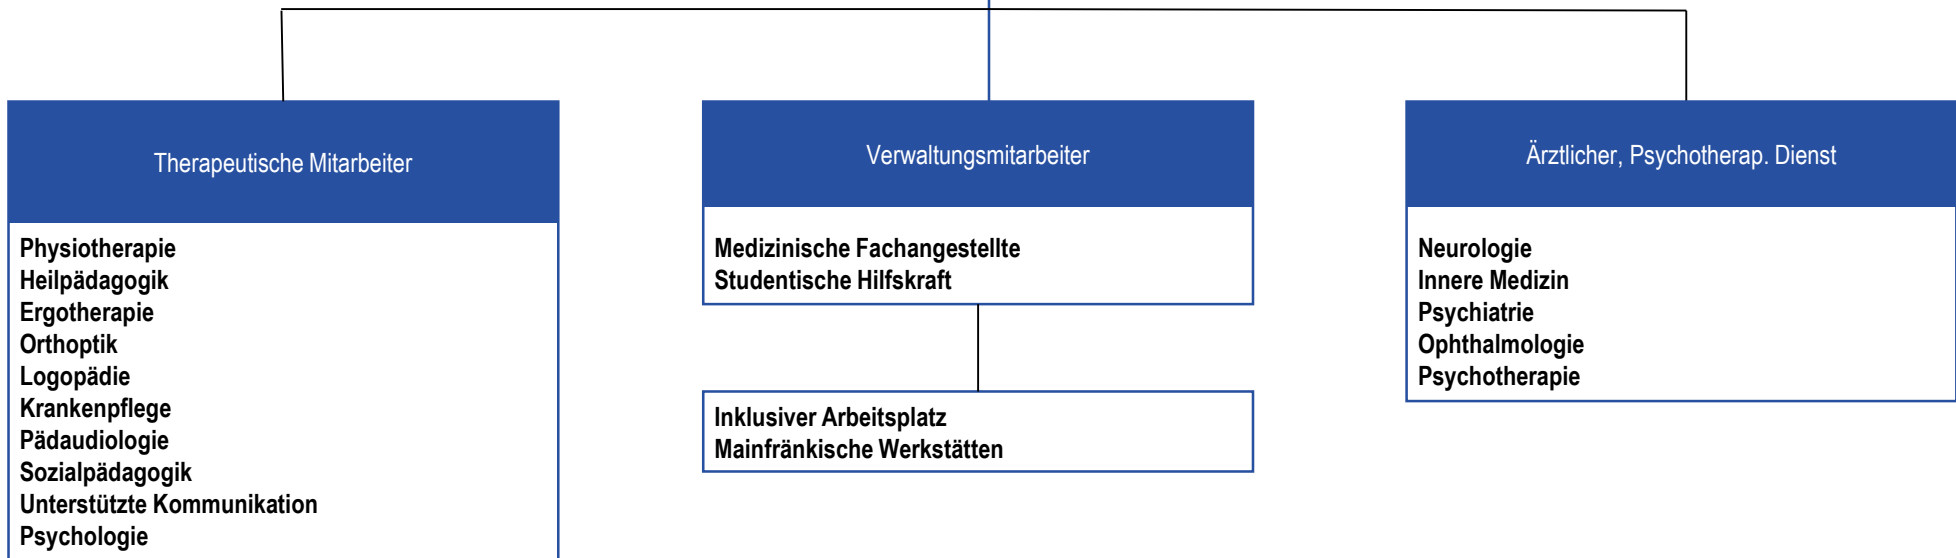 Therapeutische Mitarbeiter
Physiotherapie
Heilpädagogik
Ergotherapie
Orthoptik
Logopädie
Krankenpflege
Pädaudiologie
Sozialpädagogik
Unterstützte Kommunikation
Psychologie
Verwaltungsmitarbeiter
Medizinische Fachangestellte
Studentische Hilfskraft
Inklusiver Arbeitsplatz
Mainfränkische Werkstätten
Ärztlicher, Psychotherap. Dienst
Neurologie
Innere Medizin
Psychiatrie
Ophthalmologie
Psychotherapie